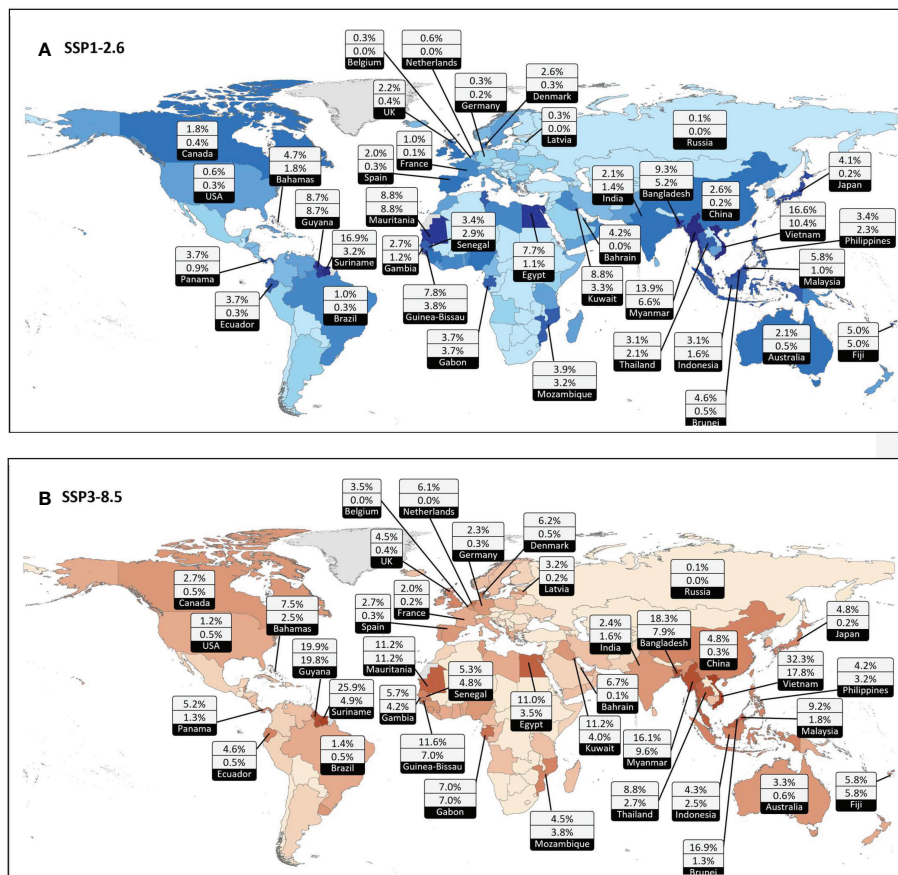 A SSP1-2.6
0.3%
0.0%
Belgium
0.6%
0.0%
Netherlands
2.2%
0.4%
UK
0.3%
0.2%
Germany
2.6%
0.3%
Denmark
0.3%
0.0%
Latvia
0.1%
0.0%
Russia
1.8%
0.4%
Canada
1.0%
0.1%
France
2.0%
0.3%
Spain
4.7%
1.8%
Bahamas
0.6%
0.3%
USA
8.7%
8.7%
Guyana
8.8%
8.8%
Mauritania
2.1%
1.4%
India
9.3%
5.2%
Bangladesh
2.6%
0.2%
China
4.1%
0.2%
Japan
16.9%
3.2%
Suriname
2.7%
1.2%
Gambia
3.4%
2.9%
Senegal
7.7%
1.1%
Egypt
4.2%
0.0%
Bahrain
16.6%
10.4%
Vietnam
3.4%
2.3%
Philippines
3.7%
0.9%
Panama
8.8%
3.3%
Kuwait
13.9%
6.6%
Myanmar
5.8%
1.0%
Malaysia
3.7%
0.3%
Ecuador
1.0%
0.3%
Brazil
7.8%
3.8%
Guinea-Bissau
3.7%
3.7%
Gabon
3.9%
3.2%
Mozambique
3.1%
2.1%
Thailand
3.1%
1.6%
Indonesia
2.1%
0.5%
Australia
5.0%
5.0%
Fiji
4.6%
0.5%
Brunei
B SSP3-8.5
3.5%
0.0%
Belgium
6.1%
0.0%
Netherlands
4.5%
0.4%
UK
2.3%
0.3%
Germany
6.2%
0.5%
Denmark
3.2%
0.2%
Latvia
0.1%
0.0%
Russia
2.7%
0.5%
Canada
2.0%
0.2%
France
2.7%
0.3%
Spain
7.5%
2.5%
Bahamas
1.2%
0.5%
USA
19.9%
19.8%
Guyana
11.2%
11.2%
Mauritania
2.4%
1.6%
India
18.3%
7.9%
Bangladesh
4.8%
0.3%
China
4.8%
0.2%
Japan
25.9%
4.9%
Suriname
5.7%
4.2%
Gambia
5.3%
4.8%
Senegal
11.0%
3.5%
Egypt
6.7%
0.1%
Bahrain
32.3%
17.8%
Vietnam
4.2%
3.2%
Philippines
5.2%
1.3%
Panama
11.2%
4.0%
Kuwait
16.1%
9.6%
Myanmar
9.2%
1.8%
Malaysia
4.6%
0.5%
Ecuador
1.4%
0.5%
Brazil
11.6%
7.0%
Guinea-Bissau
7.0%
7.0%
Gabon
4.5%
3.8%
Mozambique
8.8%
2.7%
Thailand
4.3%
2.5%
Indonesia
3.3%
0.6%
Australia
5.8%
5.8%
Fiji
16.9%
1.3%
Brunei